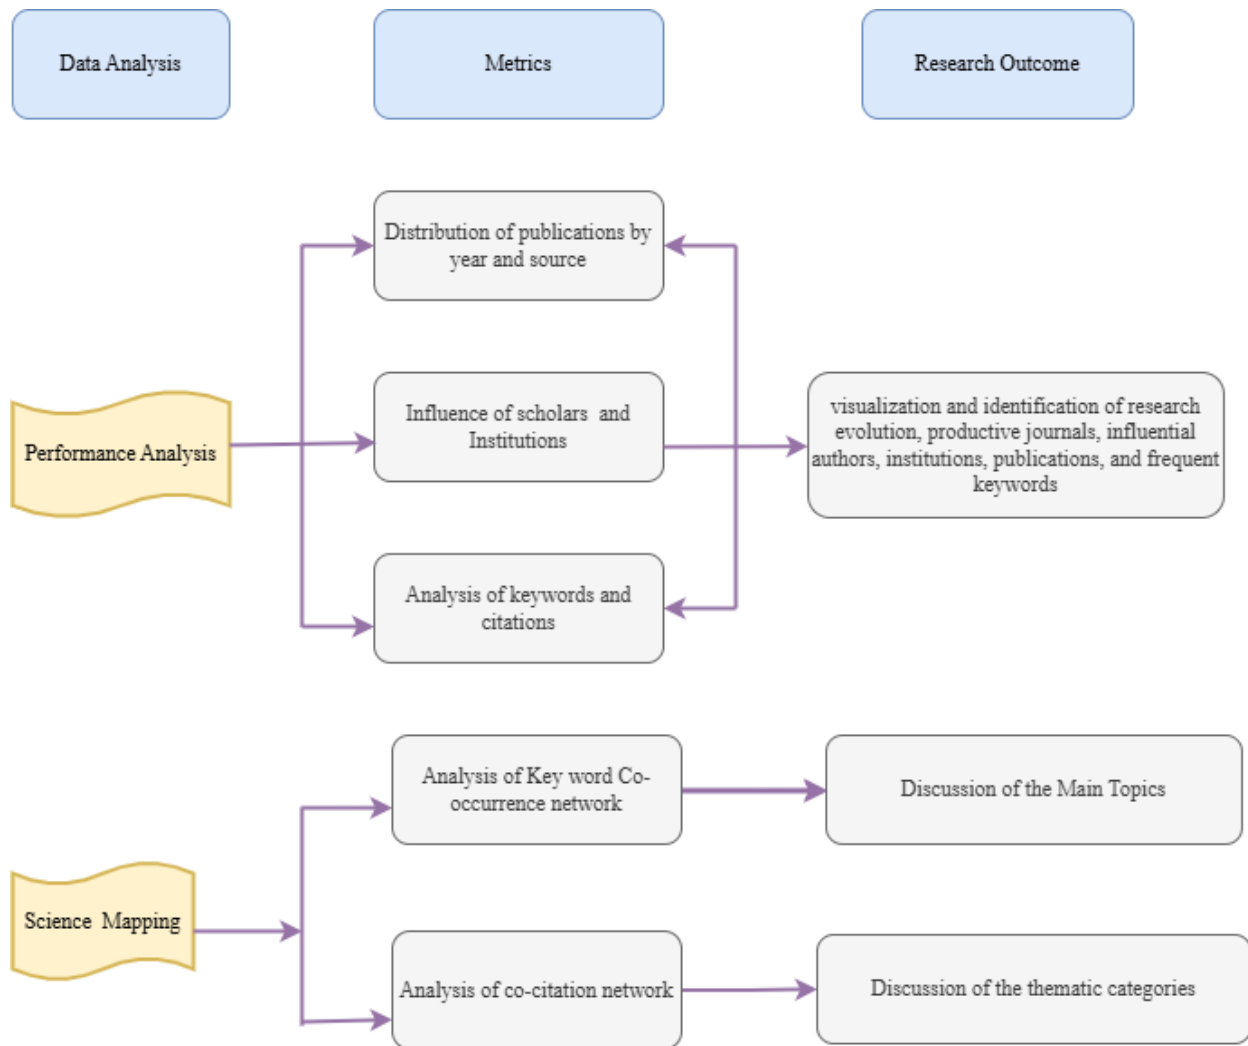 Data Analysis
Metrics
Research Outcome
Distribution of publications by
year and source
Performance Analysis
Influence of scholars and
Institutions
visualization and identification of research
evolution, productive journals, influential
authors, institutions, publications, and frequent
keywords
Analysis of keywords and
citations
Science Mapping
Analysis of Key word Co-
occurrence network
Discussion of the Main Topics
Analysis of co-citation network
Discussion of the thematic categories